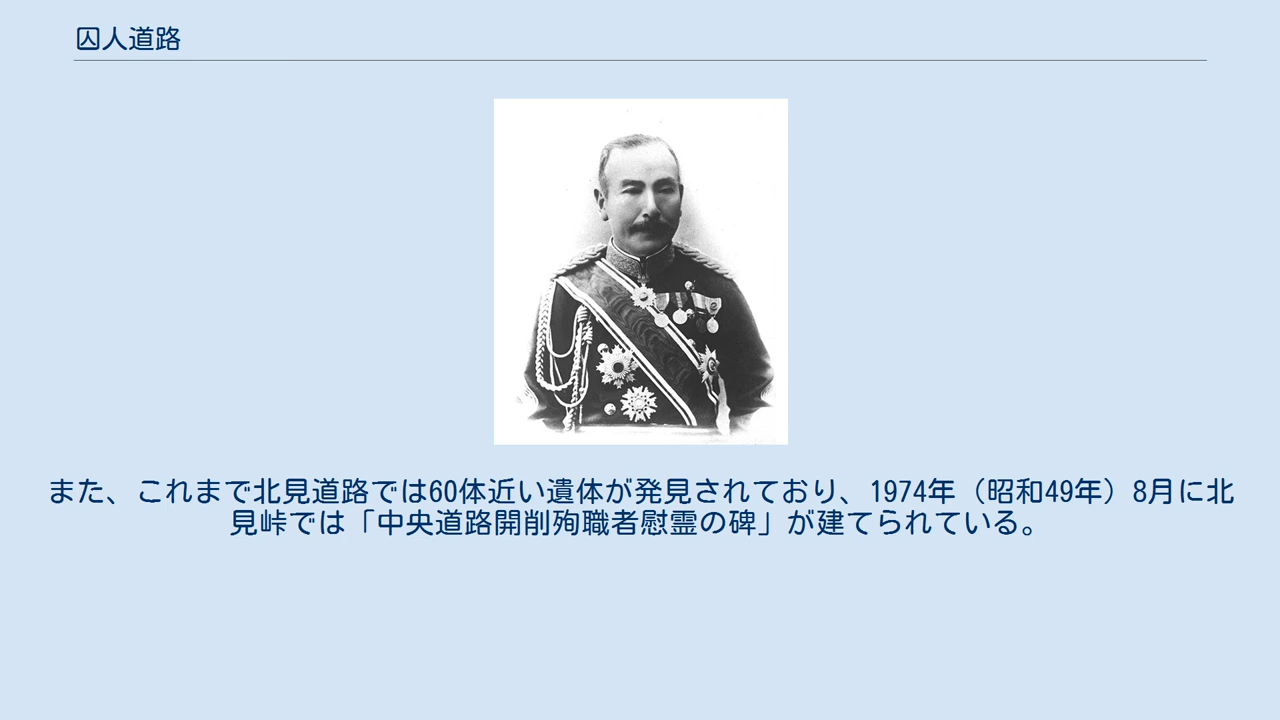 囚人道路
また、これまで北見道路では60体近い遺体が発見されており、1974年（昭和49年）8月に北
見峠では「中央道路開削殉職者慰霊の碑」が建てられている。